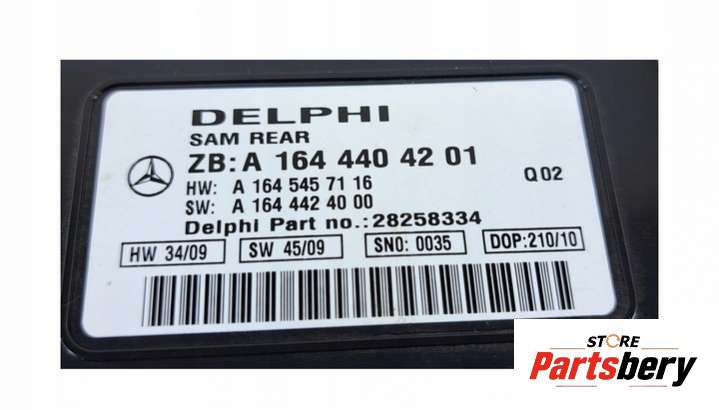 DELPHI
SAM REAR
ZB: A 164 440 42 01
HW: A 164 545 71 16
SW: A 164 442 40 00
Q02
Delphi Part no.:28258334
HW 34/09 SW 45/09 SNO: 0035 DOP:210/10
STORE
Partsbery